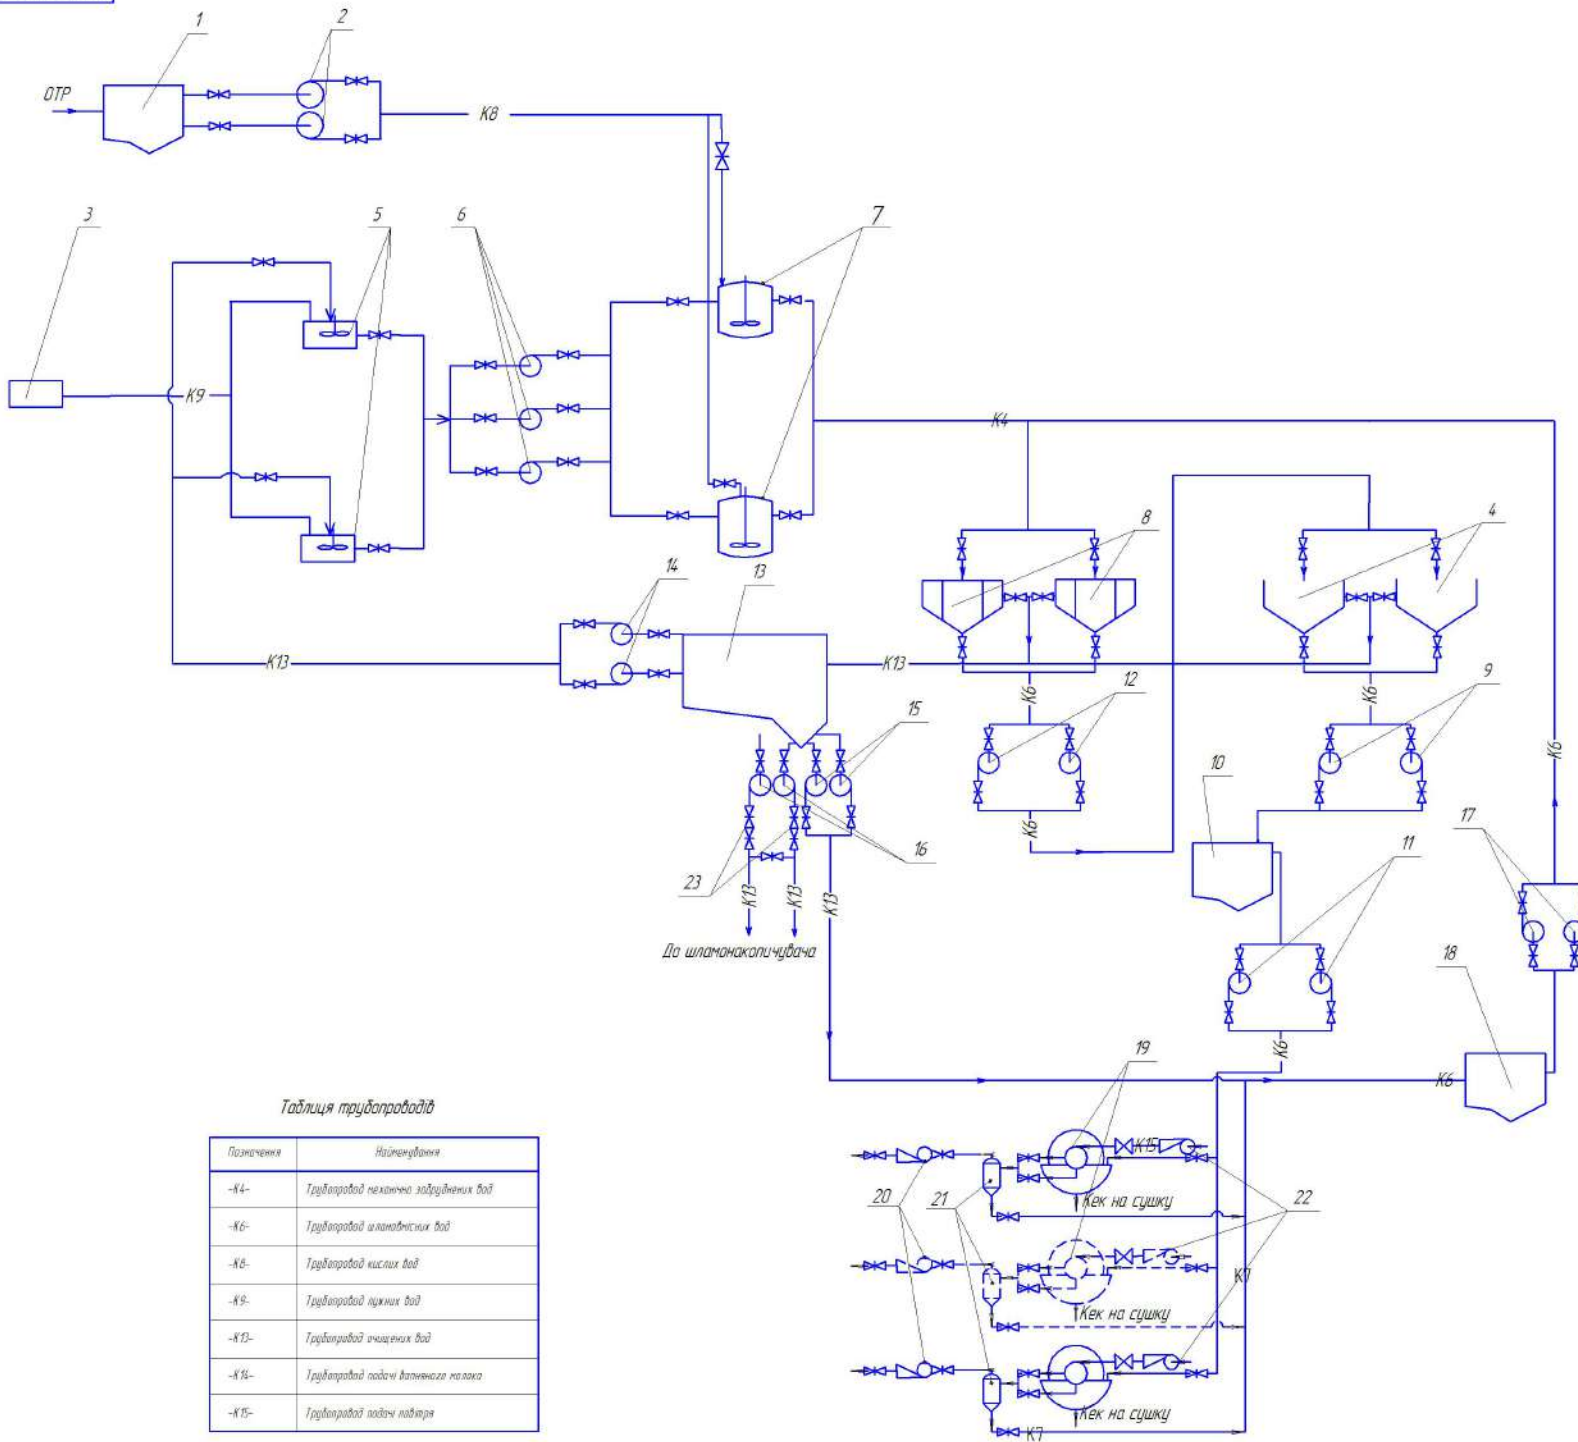 1
2
ОТР
К8
3
5
6
7
К9
К4
8
4
14
13
К13
К13
К6
12
К6
9
15
10
К6
К6
17
11
16
23
К13
К13
К13
До шламонакопичувача
18
К6
19
К6
Таблиця трубопроводів
Позначення Найменування
-К4- Трубопровод механічно забруднених вод
-К6- Трубопровод шламовмісних вод
-К8- Трубопровод кислих вод
-К9- Трубопровод лужних вод
-К13- Трубопровод очищених вод
-К14- Трубопровод подачі вапняного молока
-К15- Трубопровод подачі повітря
К15
20
21
22
Кек на сушку
К7
Кек на сушку
Кек на сушку
К7